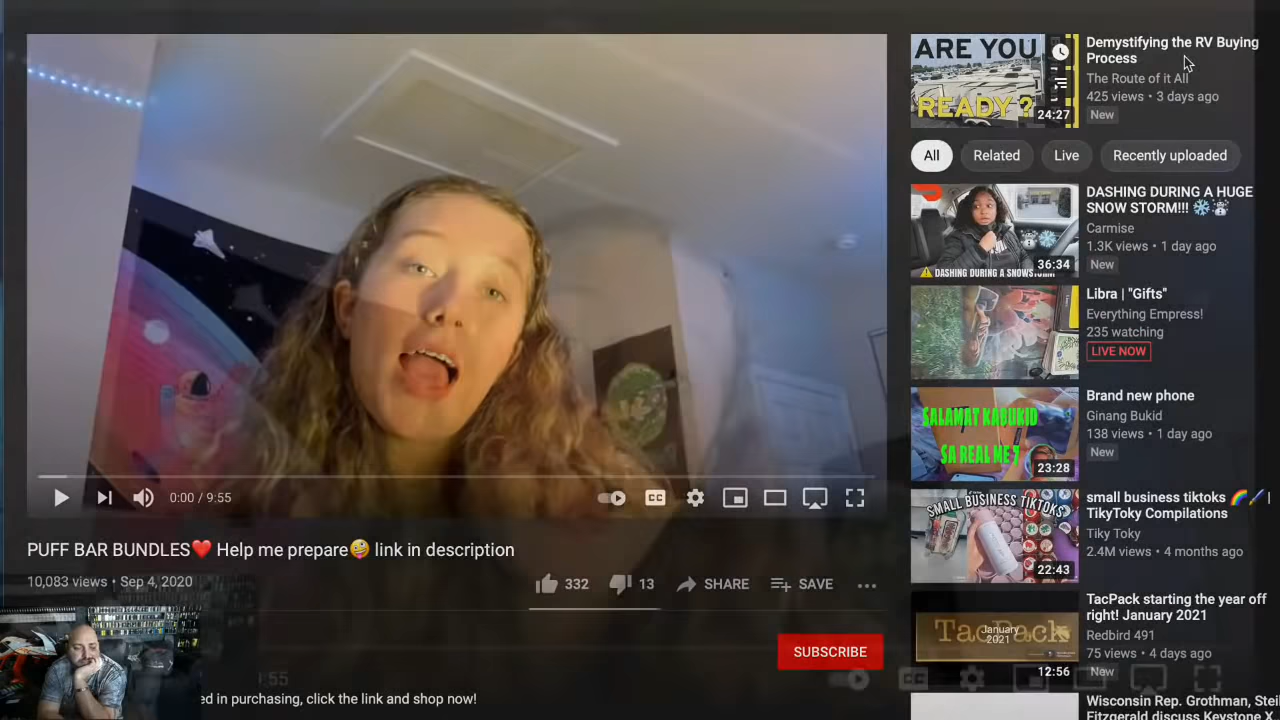 ARE YOU
READY ?
24:27
Demystifying the RV Buying
Process
The Route of it All
425 views • 3 days ago
New
All
Related
Live
Recently uploaded
DASHING DURING A SNOWSTORM
36:34
DASHING DURING A HUGE
SNOW STORM!!! ❄️☃️
Carmise
1.3K views • 1 day ago
New
Libra | "Gifts"
Everything Empress!
235 watching
LIVE NOW
SALAMAT KABUKID
SA REAL ME 7
23:28
Brand new phone
Ginang Bukid
138 views • 1 day ago
New
0:00 / 9:55
CC
SMALL BUSINESS TIKTOKS
22:43
small business tiktoks 🌈🖌️ |
TikyToky Compilations
Tiky Toky
2.4M views • 4 months ago
PUFF BAR BUNDLES❤️ Help me prepare🤪 link in description
10,083 views • Sep 4, 2020
332
13
SHARE
SAVE
SUBSCRIBE
TacPack
January
2021
12:56
TacPack starting the year off
right! January 2021
Redbird 491
75 views • 4 days ago
New
:55
CC
ed in purchasing, click the link and shop now!
Wisconsin Rep. Grothman, Steil
Fitzgerald discuss Keystone X